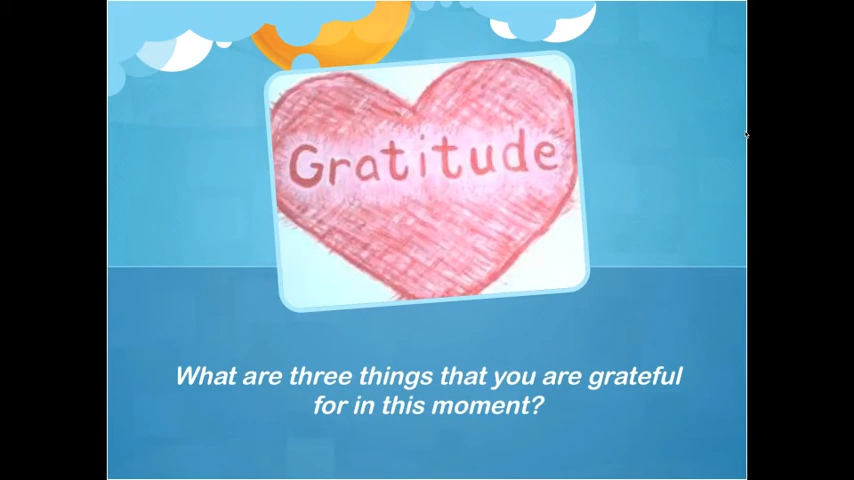 Gratitude
What are three things that you are grateful
for in this moment?